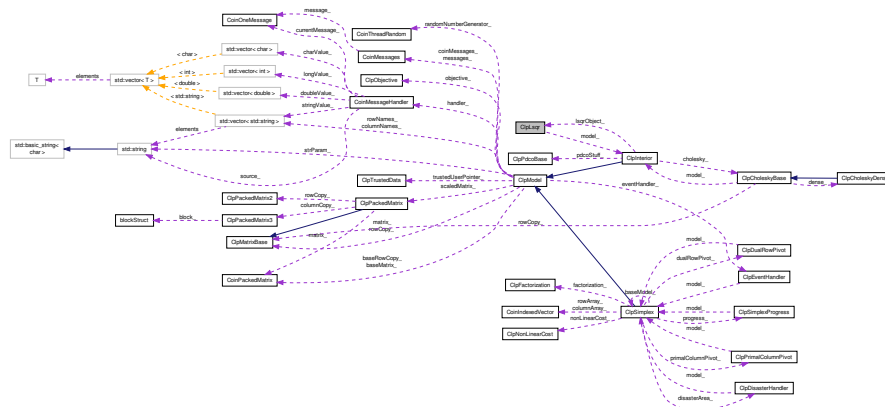 message_
CoinOneMessage
randomNumberGenerator_
currentMessage_
CoinThreadRandom
< char >
std::vector< char >
charValue_
CoinMessages
coinMessages_
messages_
T
elements
std::vector< T >
< int >
std::vector< int >
longValue_
ClpObjective
objective_
< double >
std::vector< double >
doubleValue_
< std::string >
stringValue_
CoinMessageHandler
handler_
std::vector< std::string >
rowNames_
columnNames_
ClpLsqr
lsqrObject_
model_
elements
std::basic_string<
char >
std::string
strParam_
ClpPdcoBase
pdcoStuff_
ClpInterior
cholesky_
source_
ClpTrustedData
trustedUserPointer_
scaledMatrix_
ClpModel
eventHandler_
model_
ClpCholeskyBase
dense_
ClpCholeskyDense
ClpPackedMatrix2
rowCopy_
columnCopy_
ClpPackedMatrix
blockStruct
block_
ClpPackedMatrix3
rowCopy_
ClpMatrixBase
matrix_
matrix_
rowCopy_
baseRowCopy_
baseMatrix_
CoinPackedMatrix
model_
ClpDualRowPivot
dualRowPivot_
ClpEventHandler
model_
ClpFactorization
factorization_
baseModel_
rowArray_
columnArray_
CoinIndexedVector
nonLinearCost_
ClpSimplex
model_
ClpSimplexProgress
progress_
ClpNonLinearCost
model_
primalColumnPivot_
ClpPrimalColumnPivot
model_
ClpDisasterHandler
disasterArea_